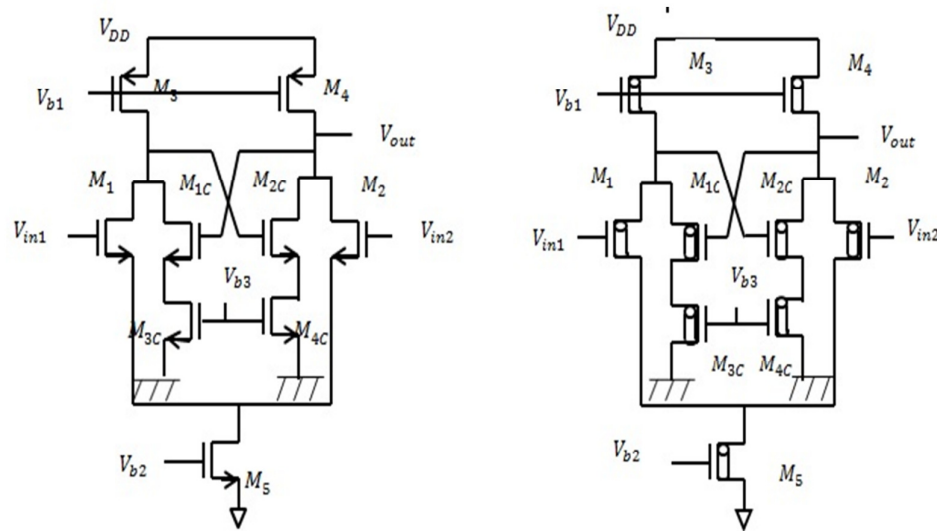 V_DD
M_3
M_4
V_b1
V_out
M_1
M_1C
M_2C
M_2
V_in1
V_in2
V_b3
M_3C
M_4C
V_b2
M_5
V_DD
M_3
M_4
V_b1
V_out
M_1
M_1C
M_2C
M_2
V_in1
V_in2
V_b3
M_3C
M_4C
V_b2
M_5